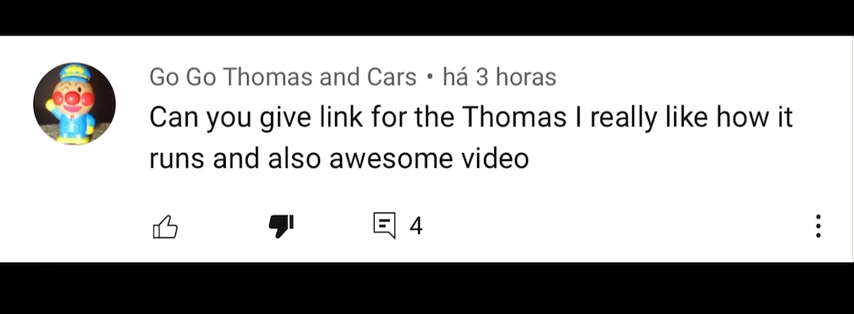 Go Go Thomas and Cars • há 3 horas
Can you give link for the Thomas I really like how it
runs and also awesome video
4